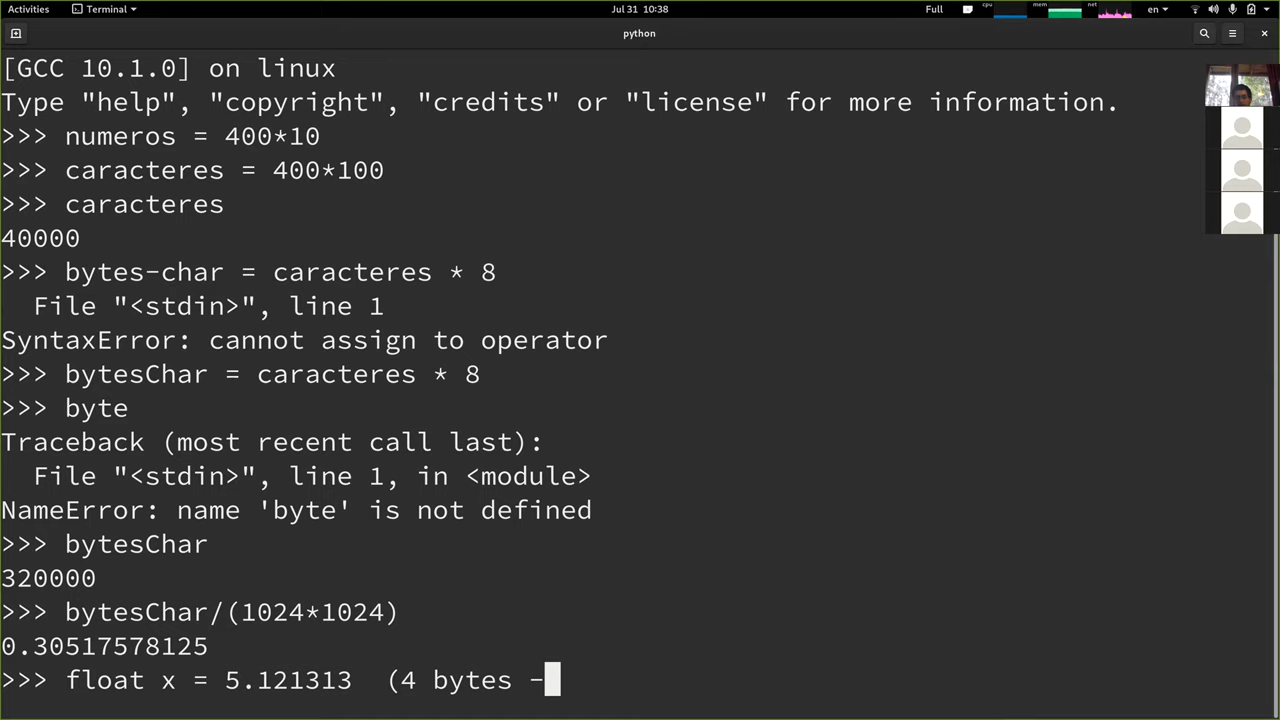 Activities
Terminal
Jul 31 10:38
Full
cpu
mem
net
en
python
[GCC 10.1.0] on linux
Type "help", "copyright", "credits" or "license" for more information.
>>> numeros = 400*10
>>> caracteres = 400*100
>>> caracteres
40000
>>> bytes-char = caracteres * 8
  File "<stdin>", line 1
SyntaxError: cannot assign to operator
>>> bytesChar = caracteres * 8
>>> byte
Traceback (most recent call last):
  File "<stdin>", line 1, in <module>
NameError: name 'byte' is not defined
>>> bytesChar
320000
>>> bytesChar/(1024*1024)
0.30517578125
>>> float x = 5.121313  (4 bytes -